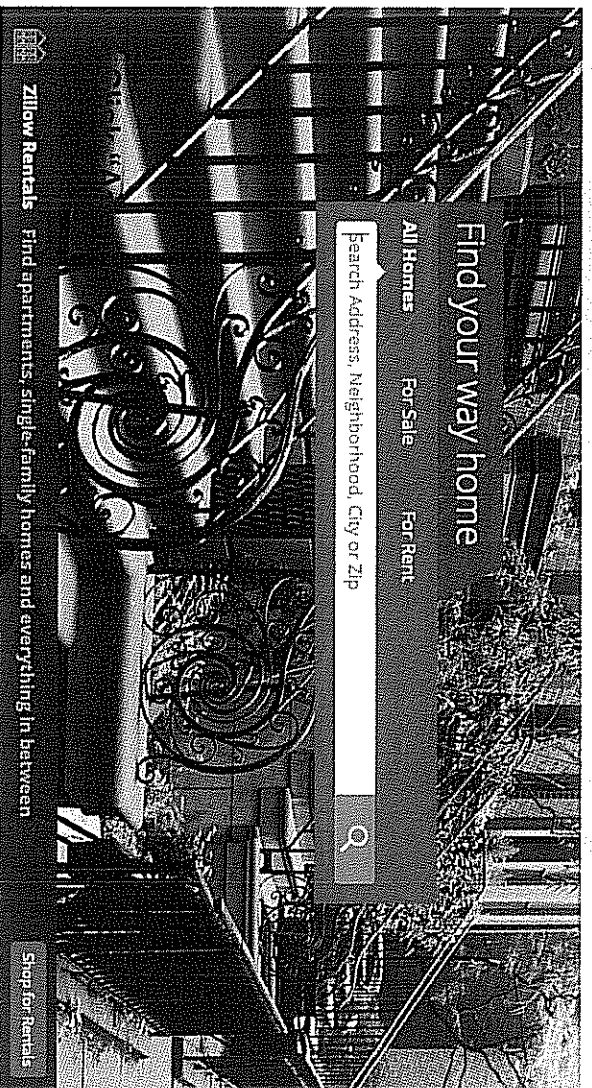 Find your way home
All Homes For Sale For Rent
Search Address, Neighborhood, City or Zip
Zillow Rentals Find apartments, single-family homes and everything in between
Shop for Rentals